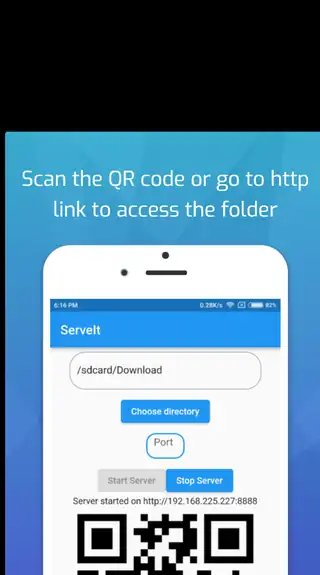 Scan the QR code or go to http
link to access the folder
6:16 PM 0.28K/s 82%
ServeIt
/sdcard/Download
Choose directory
Port
Start Server Stop Server
Server started on http://192.168.225.227:8888